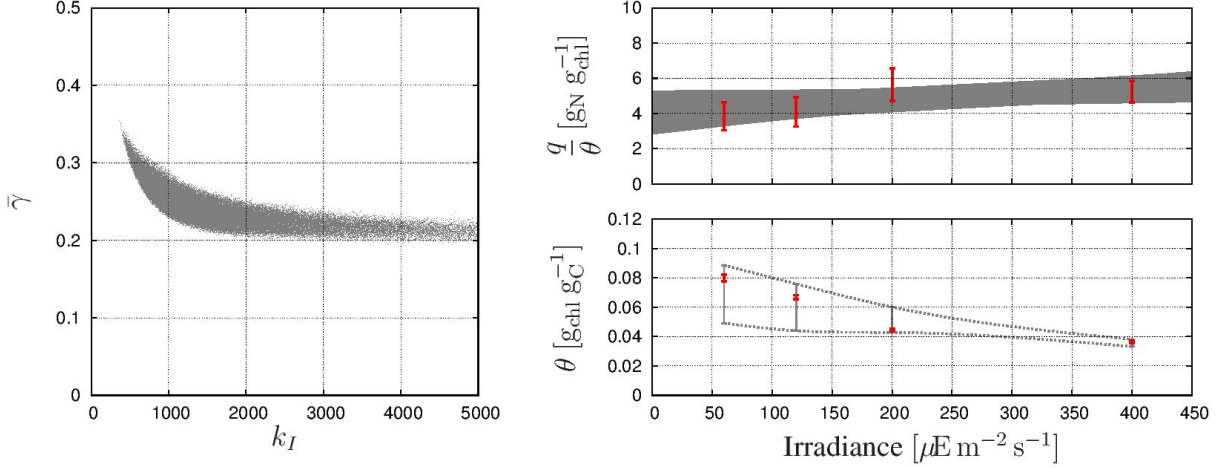 0.5
0.4
0.3
0.2
0.1
0
γ̄
0 1000 2000 3000 4000 5000
k_I
10
8
6
4
2
0
q/θ [g_N g_chl^−1]
0.12
0.1
0.08
0.06
0.04
0.02
0
θ [g_chl g_C^−1]
0 50 100 150 200 250 300 350 400 450
Irradiance [μE m^−2 s^−1]